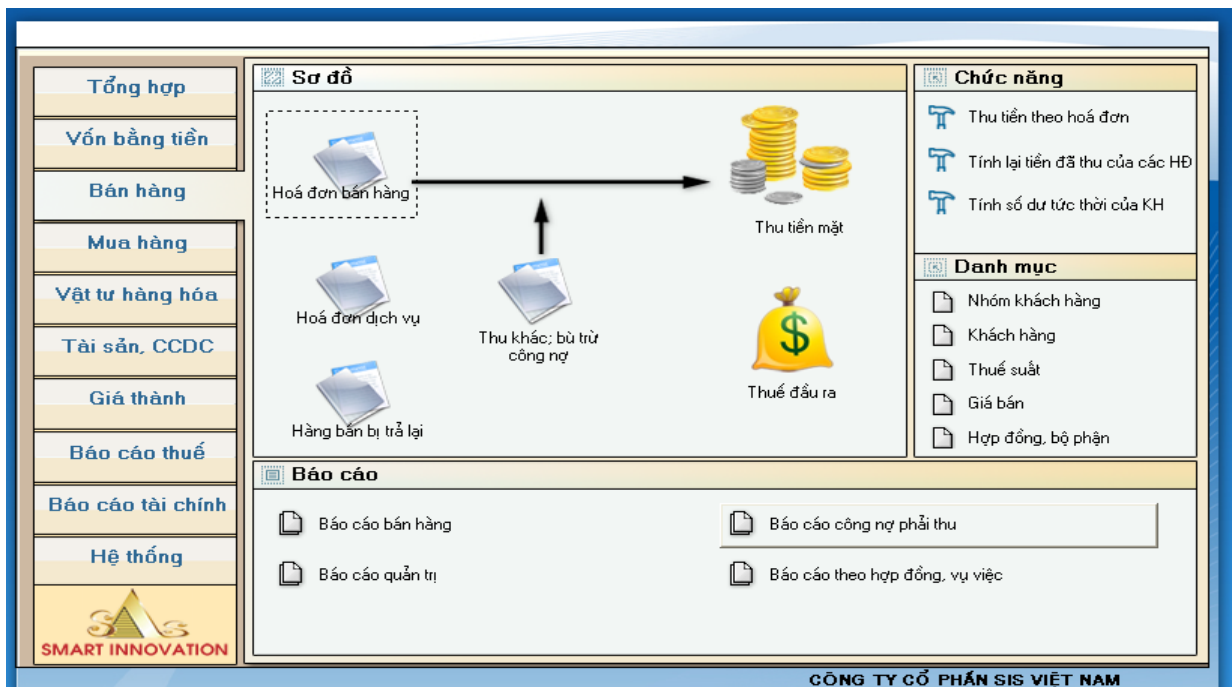 Tổng hợp
Vốn bằng tiền
Bán hàng
Mua hàng
Vật tư hàng hóa
Tài sản, CCDC
Giá thành
Báo cáo thuế
Báo cáo tài chính
Hệ thống
SIS
SMART INNOVATION
Sơ đồ
Hoá đơn bán hàng
Thu tiền mặt
Hoá đơn dịch vụ
Thu khác; bù trừ
công nợ
Thuế đầu ra
Hàng bán bị trả lại
Chức năng
Thu tiền theo hoá đơn
Tính lại tiền đã thu của các HĐ
Tính số dư tức thời của KH
Danh mục
Nhóm khách hàng
Khách hàng
Thuế suất
Giá bán
Hợp đồng, bộ phận
Báo cáo
Báo cáo bán hàng
Báo cáo công nợ phải thu
Báo cáo quản trị
Báo cáo theo hợp đồng, vụ việc
CÔNG TY CỔ PHẦN SIS VIỆT NAM